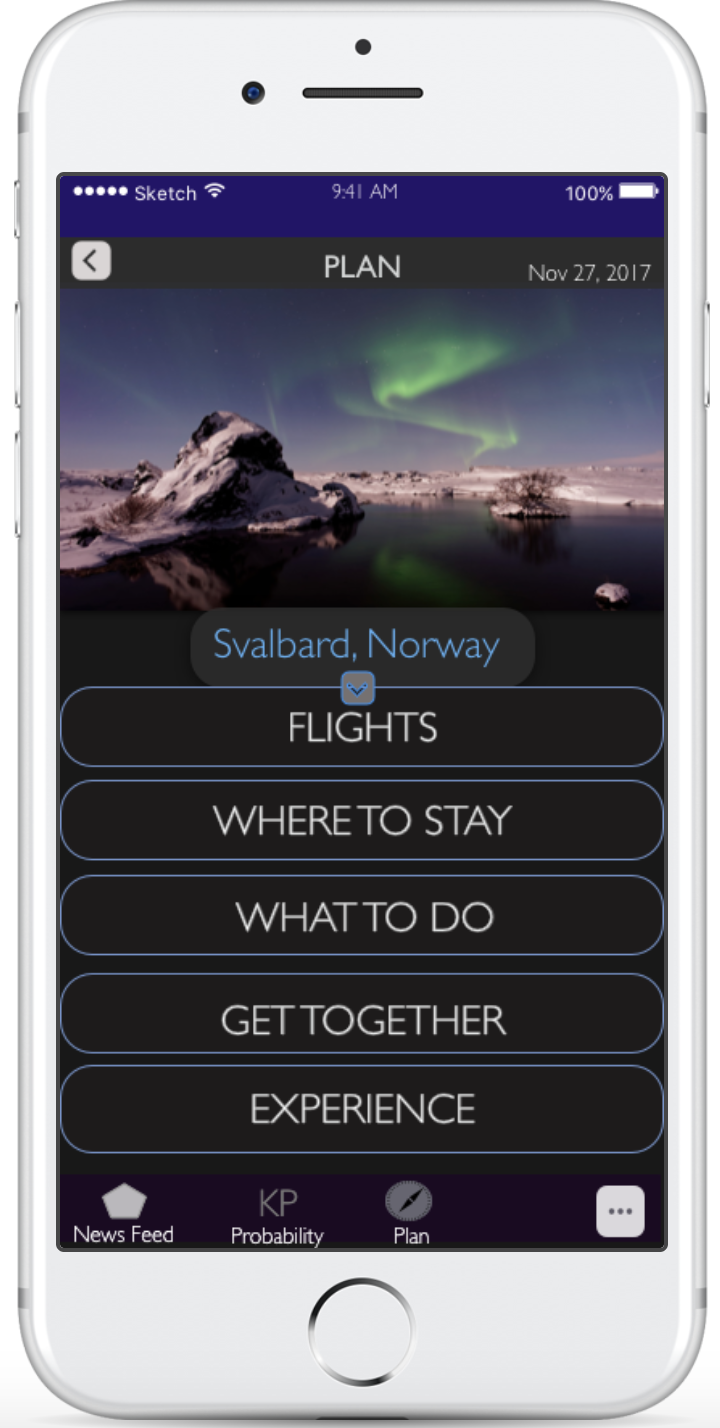 ●●●●● Sketch 9:41 AM 100%
PLAN Nov 27, 2017
Svalbard, Norway
FLIGHTS
WHERE TO STAY
WHAT TO DO
GET TOGETHER
EXPERIENCE
KP
News Feed Probability Plan